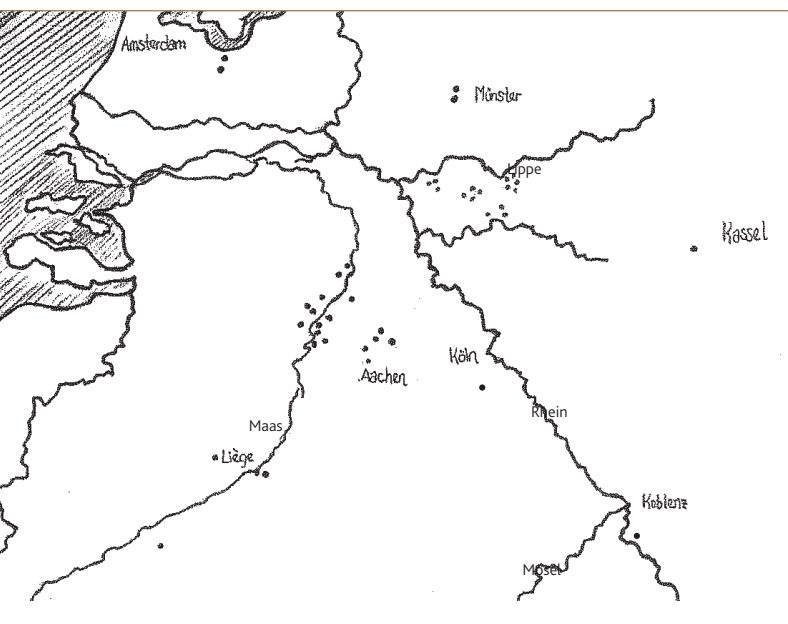 Amsterdam
Münster
Lippe
Kassel
Köln
Aachen
Rhein
Maas
Liège
Koblenz
Mosel